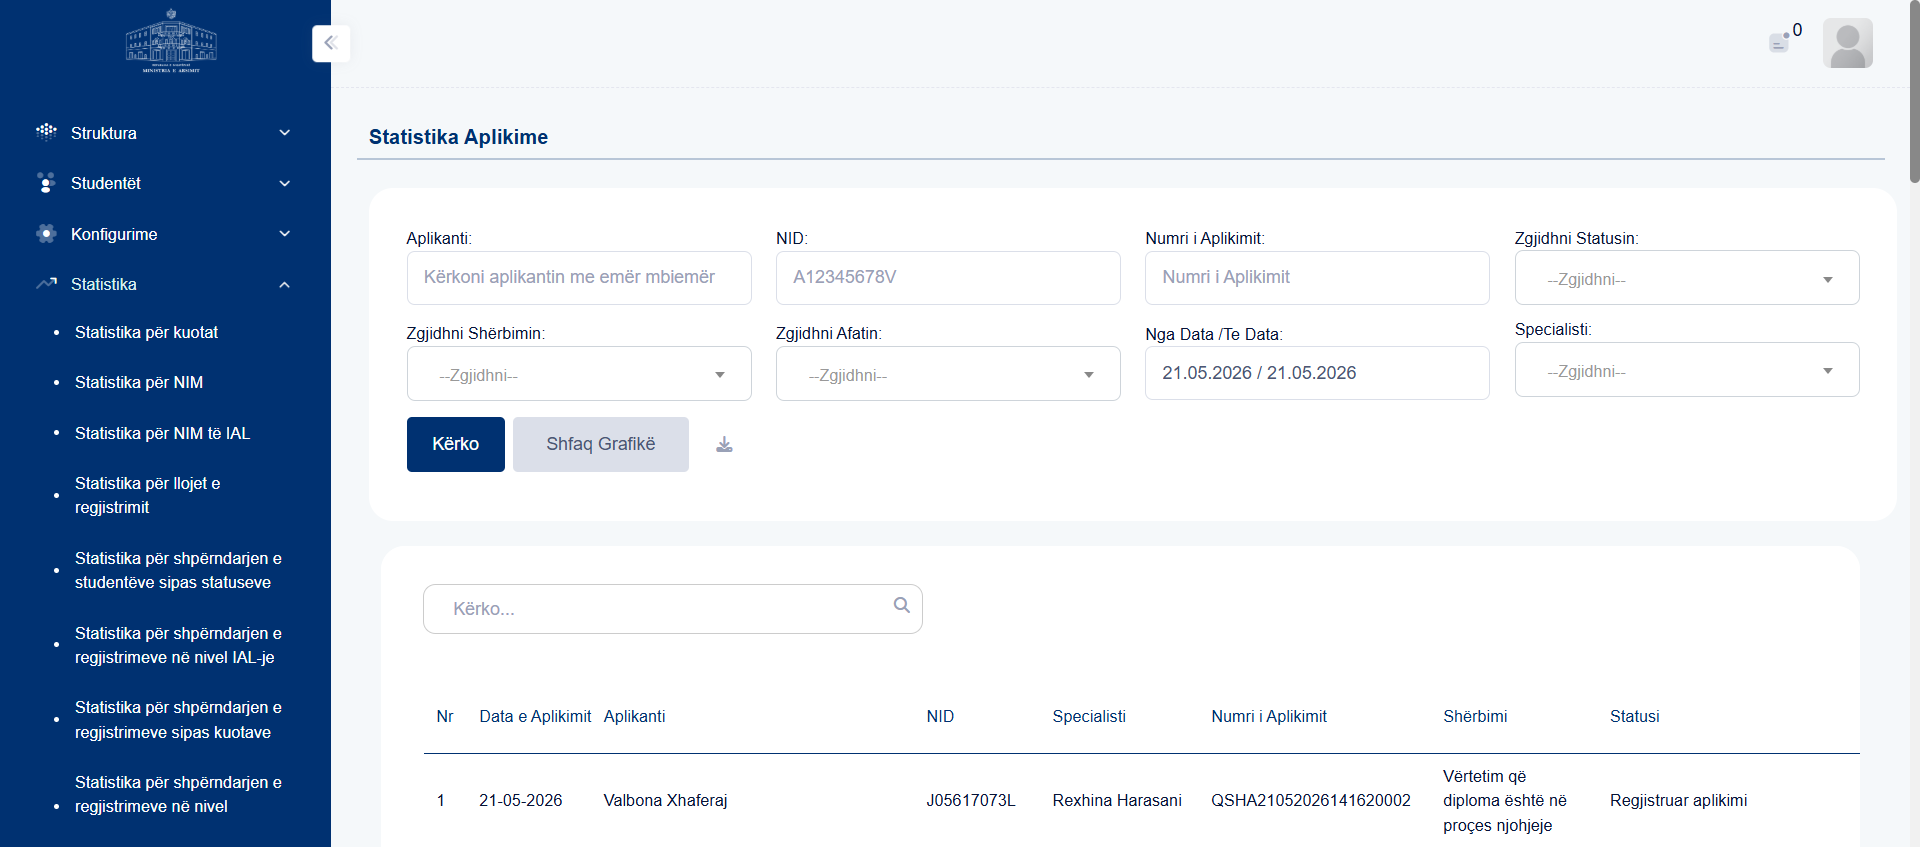 MINISTRIA E ARSIMIT
0
Struktura
Studentët
Konfigurime
Statistika
Statistika për kuotat
Statistika për NIM
Statistika për NIM të IAL
Statistika për llojet e
regjistrimit
Statistika për shpërndarjen e
studentëve sipas statuseve
Statistika për shpërndarjen e
regjistrimeve në nivel IAL-je
Statistika për shpërndarjen e
regjistrimeve sipas kuotave
Statistika për shpërndarjen e
regjistrimeve në nivel
Statistika Aplikime
Aplikanti: NID: Numri i Aplikimit: Zgjidhni Statusin:
Kërkoni aplikantin me emër mbiemër A12345678V Numri i Aplikimit --Zgjidhni--
Zgjidhni Shërbimin: Zgjidhni Afatin: Nga Data /Te Data: Specialisti:
--Zgjidhni-- --Zgjidhni-- 21.05.2026 / 21.05.2026 --Zgjidhni--
Kërko Shfaq Grafikë
Kërko...
Nr Data e Aplikimit Aplikanti NID Specialisti Numri i Aplikimit Shërbimi Statusi
1 21-05-2026 Valbona Xhaferaj J05617073L Rexhina Harasani QSHA21052026141620002 Vërtetim që
diploma është në
proçes njohjeje Regjistruar aplikimi